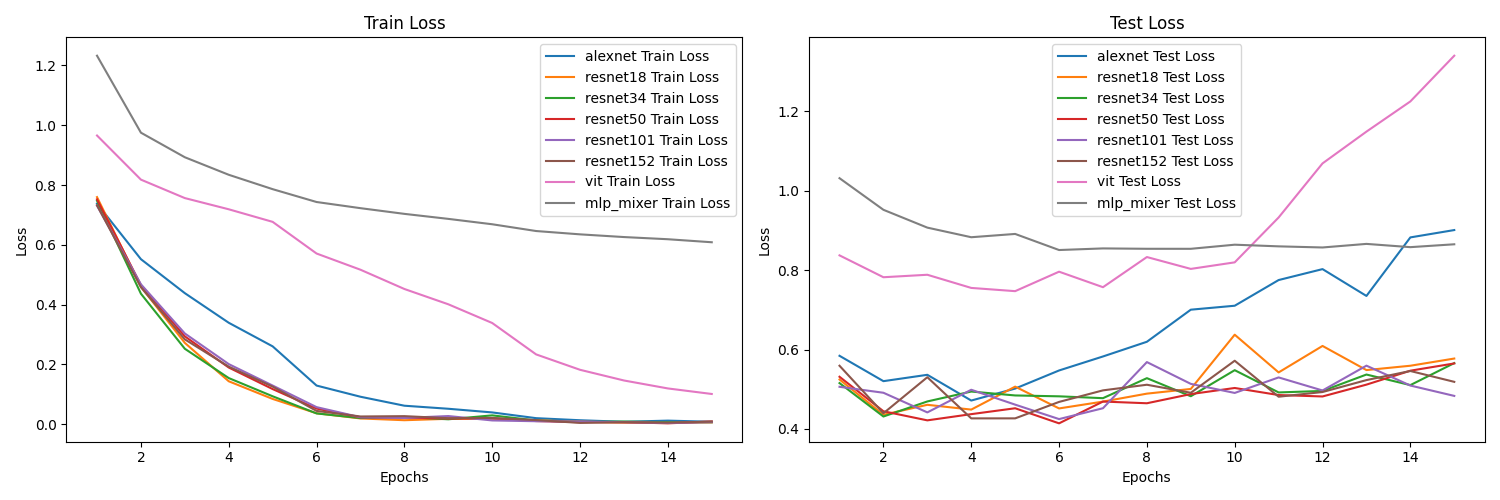 Train Loss
1.2
1.0
0.8
0.6
0.4
0.2
0.0
Loss
2
4
6
8
10
12
14
Epochs
alexnet Train Loss
resnet18 Train Loss
resnet34 Train Loss
resnet50 Train Loss
resnet101 Train Loss
resnet152 Train Loss
vit Train Loss
mlp_mixer Train Loss
Test Loss
1.2
1.0
0.8
0.6
0.4
Loss
2
4
6
8
10
12
14
Epochs
alexnet Test Loss
resnet18 Test Loss
resnet34 Test Loss
resnet50 Test Loss
resnet101 Test Loss
resnet152 Test Loss
vit Test Loss
mlp_mixer Test Loss